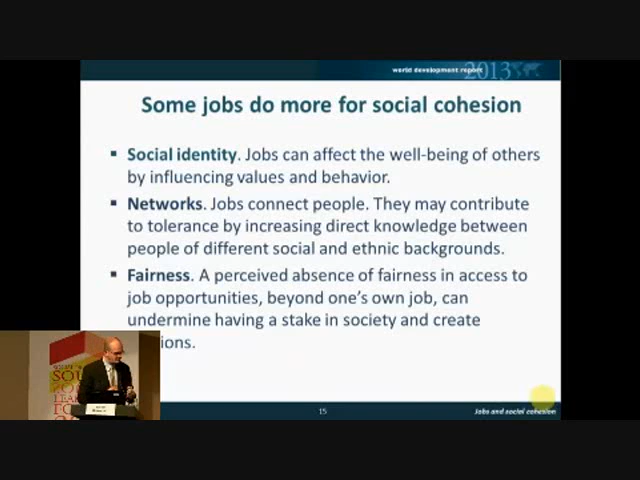 world development report 2013
Some jobs do more for social cohesion
▪ Social identity. Jobs can affect the well-being of others
by influencing values and behavior.
▪ Networks. Jobs connect people. They may contribute
to tolerance by increasing direct knowledge between
people of different social and ethnic backgrounds.
▪ Fairness. A perceived absence of fairness in access to
job opportunities, beyond one's own job, can
undermine having a stake in society and create
ions.
15
Jobs and social cohesion
SOU